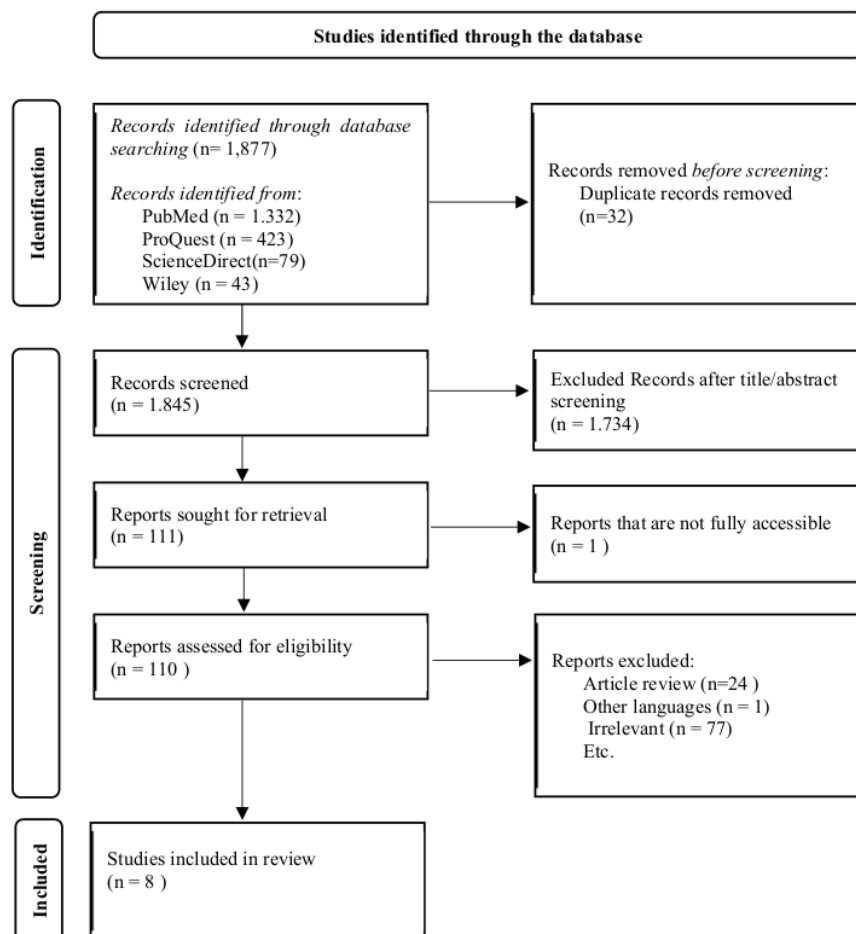 Studies identified through the database
Identification
Records identified through database
searching (n= 1,877)
Records identified from:
PubMed (n = 1.332)
ProQuest (n = 423)
ScienceDirect(n=79)
Wiley (n = 43)
Records removed before screening:
Duplicate records removed
(n=32)
Screening
Records screened
(n = 1.845)
Excluded Records after title/abstract
screening
(n = 1.734)
Reports sought for retrieval
(n = 111)
Reports that are not fully accessible
(n = 1 )
Reports assessed for eligibility
(n = 110 )
Reports excluded:
Article review (n=24 )
Other languages (n = 1)
Irrelevant (n = 77)
Etc.
Included
Studies included in review
(n = 8 )